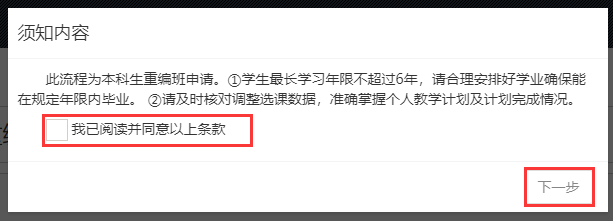 须知内容
此流程为本科生重编班申请。①学生最长学习年限不超过6年，请合理安排好学业确保能
在规定年限内毕业。 ②请及时核对调整选课数据，准确掌握个人教学计划及计划完成情况。
我已阅读并同意以上条款
下一步